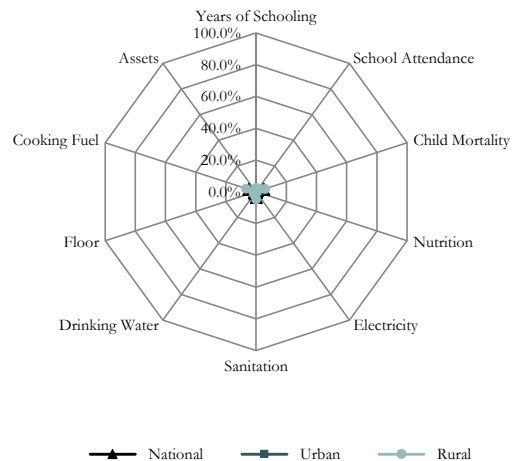 Years of Schooling
100.0%
Assets
School Attendance
80.0%
60.0%
40.0%
Cooking Fuel
Child Mortality
20.0%
0.0%
Floor
Nutrition
Drinking Water
Electricity
Sanitation
National Urban Rural